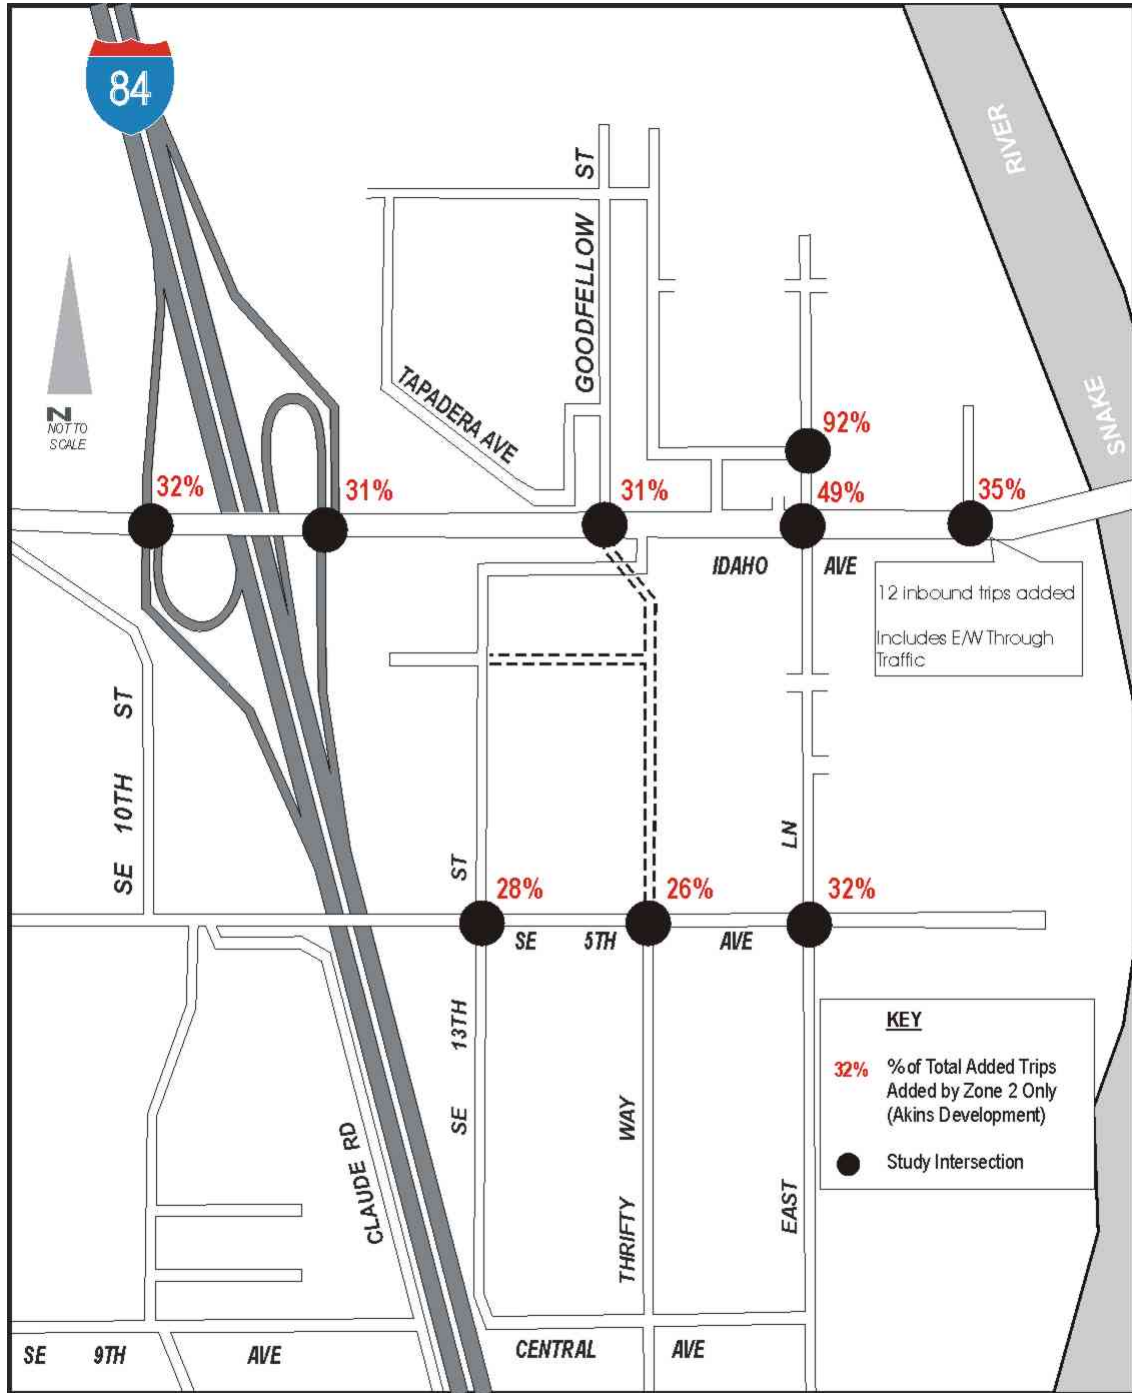 84
RIVER
SNAKE
GOODFELLOW ST
TAPADERA AVE
N
NOT TO
SCALE
92%
32%
31%
31%
49%
35%
IDAHO AVE
12 inbound trips added
Includes E/W Through
Traffic
SE 10TH ST
SE 13TH ST
THRIFTY WAY
EAST LN
28%
26%
32%
SE 5TH AVE
CLAUDE RD
KEY
32% % of Total Added Trips
Added by Zone 2 Only
(Akins Development)
Study Intersection
SE 9TH AVE
CENTRAL AVE